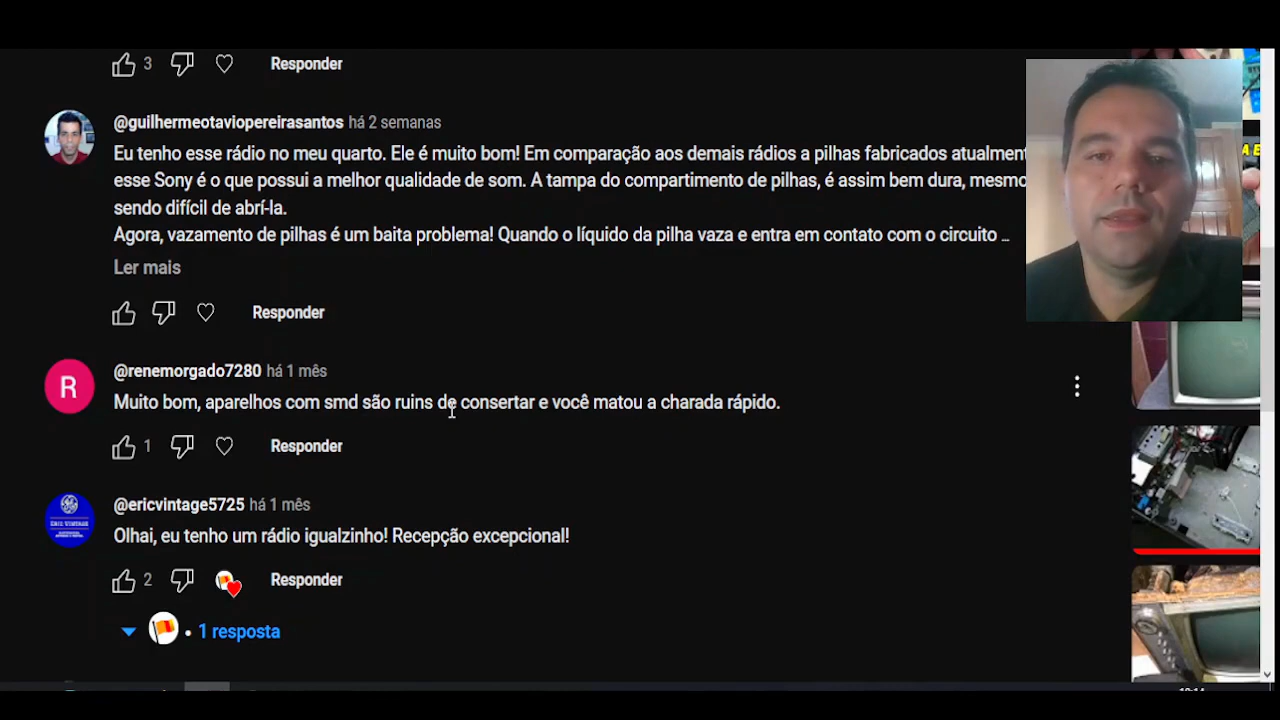 3 Responder
@guilhermeotaviopereirasantos há 2 semanas
Eu tenho esse rádio no meu quarto. Ele é muito bom! Em comparação aos demais rádios a pilhas fabricados atualment
esse Sony é o que possui a melhor qualidade de som. A tampa do compartimento de pilhas, é assim bem dura, mesmo
sendo difícil de abrí-la.
Agora, vazamento de pilhas é um baita problema! Quando o líquido da pilha vaza e entra em contato com o circuito ...
Ler mais
Responder
R
@renemorgado7280 há 1 mês
Muito bom, aparelhos com smd são ruins de consertar e você matou a charada rápido.
1 Responder
ERIC VINTAGE
@ericvintage5725 há 1 mês
Olhai, eu tenho um rádio igualzinho! Recepção excepcional!
2 Responder
• 1 resposta